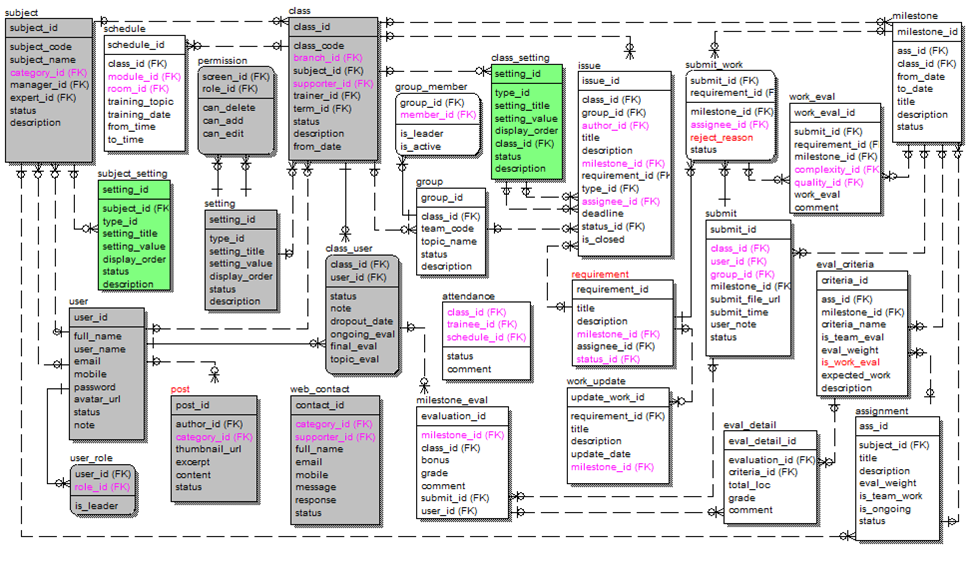 subject
subject_id
subject_code
subject_name
category_id (FK)
manager_id (FK)
expert_id (FK)
status
description
schedule
schedule_id
class_id (FK)
module_id (FK)
room_id (FK)
training_topic
training_date
from_time
to_time
permission
screen_id (FK)
role_id (FK)
can_delete
can_add
can_edit
class
class_id
class_code
branch_id (FK)
subject_id (FK)
supporter_id (FK)
trainer_id (FK)
term_id (FK)
status
description
from_date
group_member
group_id (FK)
member_id (FK)
is_leader
is_active
class_setting
setting_id
type_id
setting_title
setting_value
display_order
class_id (FK)
status
description
issue
issue_id
class_id (FK)
group_id (FK)
author_id (FK)
title
description
milestone_id (FK)
requirement_id (FK)
type_id (FK)
assignee_id (FK)
deadline
status_id (FK)
is_closed
submit_work
submit_id (FK)
requirement_id (F
milestone_id (FK)
assignee_id (FK)
reject_reason
status
work_eval
work_eval_id
submit_id (FK)
requirement_id (F
milestone_id (FK)
complexity_id (FK)
quality_id (FK)
work_eval
comment
milestone
milestone_id
ass_id (FK)
class_id (FK)
from_date
to_date
title
description
status
subject_setting
setting_id
subject_id (FK
type_id
setting_title
setting_value
display_order
status
description
setting
setting_id
type_id
setting_title
setting_value
display_order
status
description
class_user
class_id (FK)
user_id (FK)
status
note
dropout_date
ongoing_eval
final_eval
topic_eval
group
group_id
class_id (FK)
team_code
topic_name
status
description
submit
submit_id
class_id (FK)
user_id (FK)
group_id (FK)
milestone_id (FK)
submit_file_url
submit_time
user_note
status
eval_criteria
criteria_id
ass_id (FK)
milestone_id (FK)
criteria_name
is_team_eval
eval_weight
is_work_eval
expected_work
description
user
user_id
full_name
user_name
email
mobile
password
avatar_url
status
note
attendance
class_id (FK)
trainee_id (FK)
schedule_id (FK)
status
comment
requirement
requirement_id
title
description
milestone_id (FK)
assignee_id (FK)
status_id (FK)
post
post_id
author_id (FK)
category_id (FK)
thumbnail_url
excerpt
content
status
web_contact
contact_id
category_id (FK)
supporter_id (FK)
full_name
email
mobile
message
response
status
milestone_eval
evaluation_id
milestone_id (FK)
class_id (FK)
bonus
grade
comment
submit_id (FK)
user_id (FK)
work_update
update_work_id
requirement_id (FK)
title
description
update_date
milestone_id (FK)
eval_detail
eval_detail_id
evaluation_id (FK)
criteria_id (FK)
total_loc
grade
comment
assignment
ass_id
subject_id (FK)
title
description
eval_weight
is_team_work
is_ongoing
status
user_role
user_id (FK)
role_id (FK)
is_leader